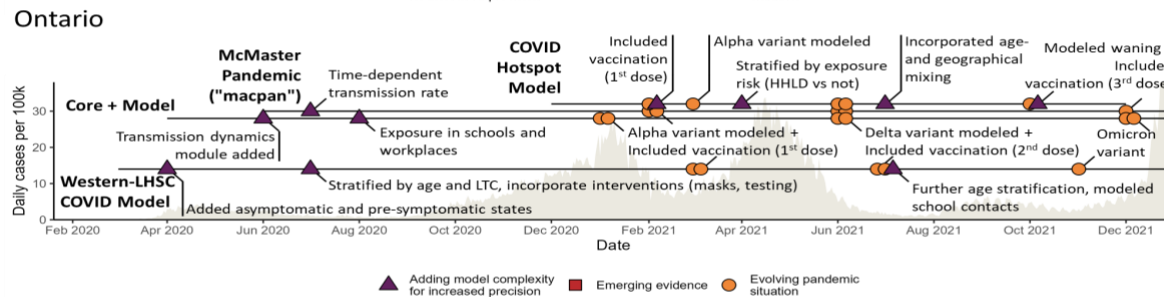 Ontario
McMaster
Pandemic
("macpan")
Time-dependent
transmission rate
COVID
Hotspot
Model
Included
vaccination
(1st dose)
Alpha variant modeled
Stratified by exposure
risk (HHLD vs not)
Incorporated age-
and geographical
mixing
Modeled waning
Include
vaccination (3rd dose
Core + Model
Transmission dynamics
module added
Exposure in schools and
workplaces
Alpha variant modeled +
Included vaccination (1st dose)
Delta variant modeled +
Included vaccination (2nd dose)
Omicron
variant
Western-LHSC
COVID Model
Stratified by age and LTC, incorporate interventions (masks, testing)
Added asymptomatic and pre-symptomatic states
Further age stratification, modeled
school contacts
Daily cases per 100k
30
20
10
0
Feb 2020 Apr 2020 Jun 2020 Aug 2020 Oct 2020 Dec 2020 Feb 2021 Apr 2021 Jun 2021 Aug 2021 Oct 2021 Dec 2021
Date
Adding model complexity
for increased precision
Emerging evidence
Evolving pandemic
situation